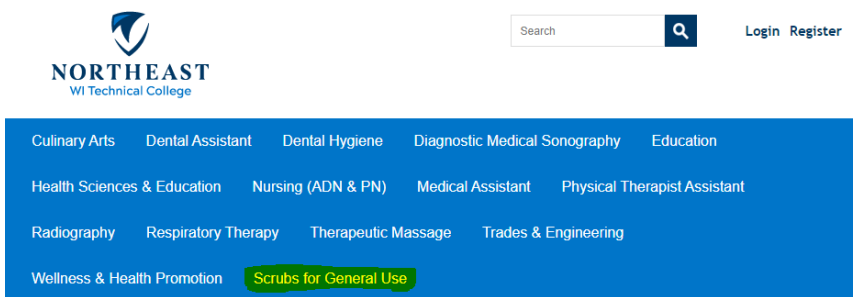 Search
Login Register
NORTHEAST
WI Technical College
Culinary Arts Dental Assistant Dental Hygiene Diagnostic Medical Sonography Education
Health Sciences & Education Nursing (ADN & PN) Medical Assistant Physical Therapist Assistant
Radiography Respiratory Therapy Therapeutic Massage Trades & Engineering
Wellness & Health Promotion Scrubs for General Use